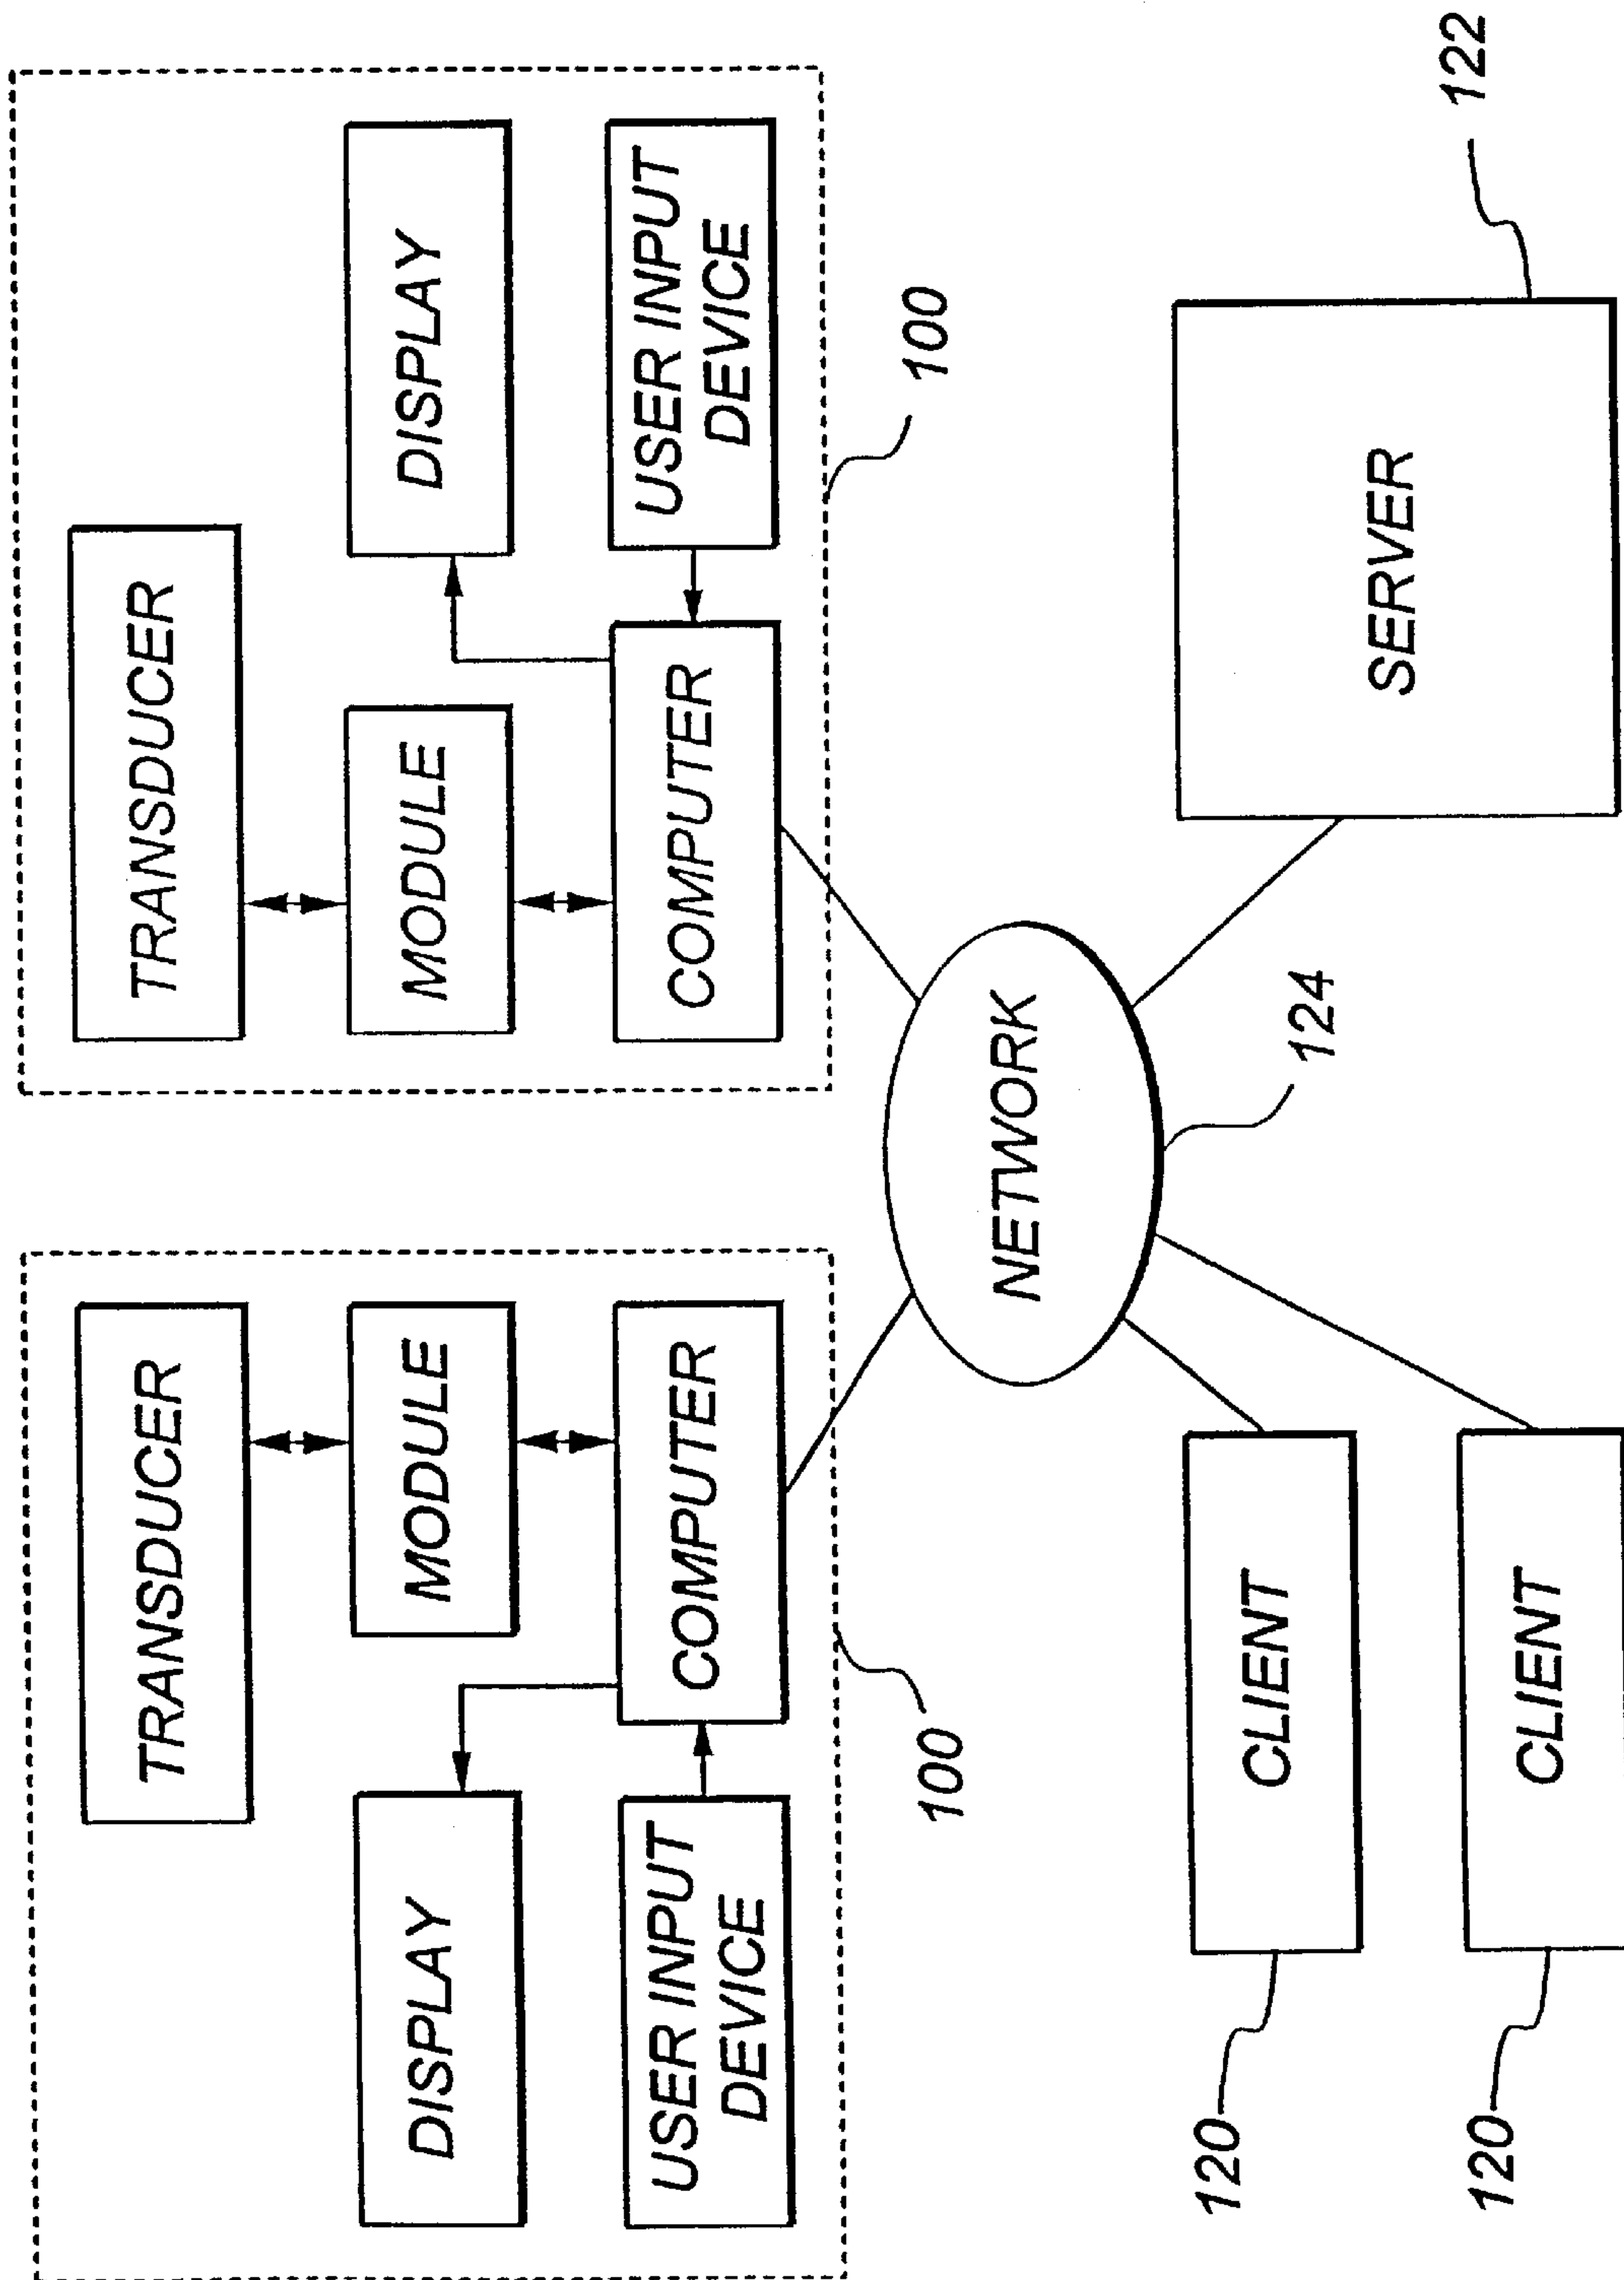 TRANSDUCER
TRANSDUCER
DISPLAY
MODULE
MODULE
DISPLAY
USER INPUT
DEVICE
COMPUTER
COMPUTER
USER INPUT
DEVICE
100
100
NETWORK
124
120
CLIENT
SERVER
122
120
CLIENT